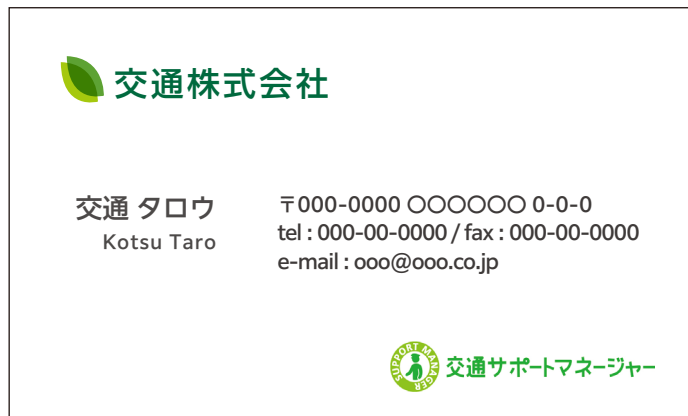 交通株式会社
交通 タロウ
Kotsu Taro
〒000-0000 〇〇〇〇〇〇 0-0-0
tel : 000-00-0000 / fax : 000-00-0000
e-mail : ooo@ooo.co.jp
SUPPORT MANAGER
交通サポートマネージャー